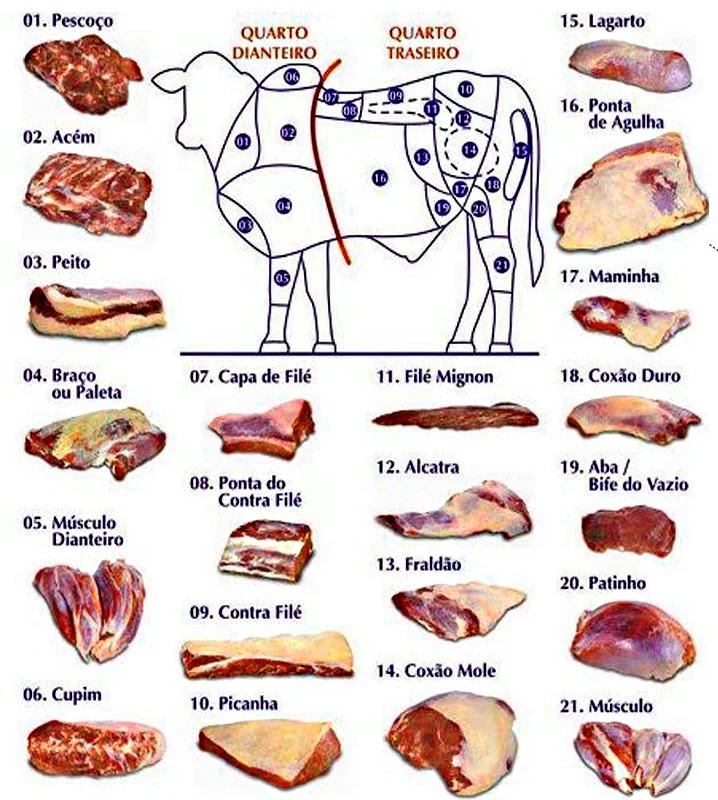 01. Pescoço
02. Acém
03. Peito
04. Braço
ou Paleta
05. Músculo
Dianteiro
06. Cupim
QUARTO
DIANTEIRO
QUARTO
TRASEIRO
06
07
08
09
10
11
12
01
02
13
14
15
16
17
18
04
03
19
20
05
21
07. Capa de Filé
08. Ponta do
Contra Filé
09. Contra Filé
10. Picanha
11. Filé Mignon
12. Alcatra
13. Fraldão
14. Coxão Mole
15. Lagarto
16. Ponta
de Agulha
17. Maminha
18. Coxão Duro
19. Aba /
Bife do Vazio
20. Patinho
21. Músculo